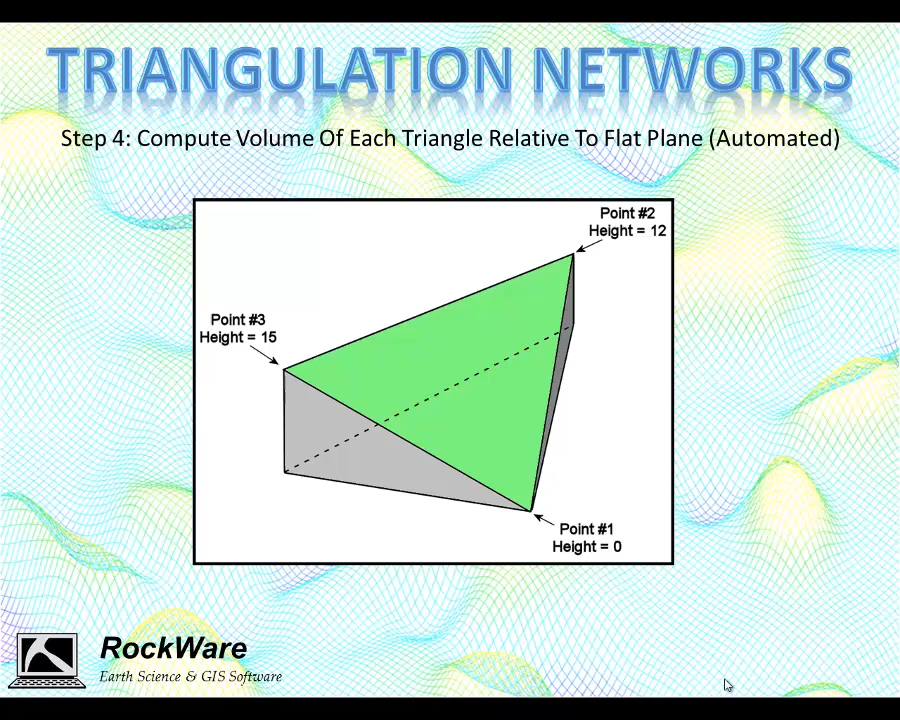 TRIANGULATION NETWORKS
Step 4: Compute Volume Of Each Triangle Relative To Flat Plane (Automated)
Point #2
Height = 12
Point #3
Height = 15
Point #1
Height = 0
RockWare
Earth Science & GIS Software